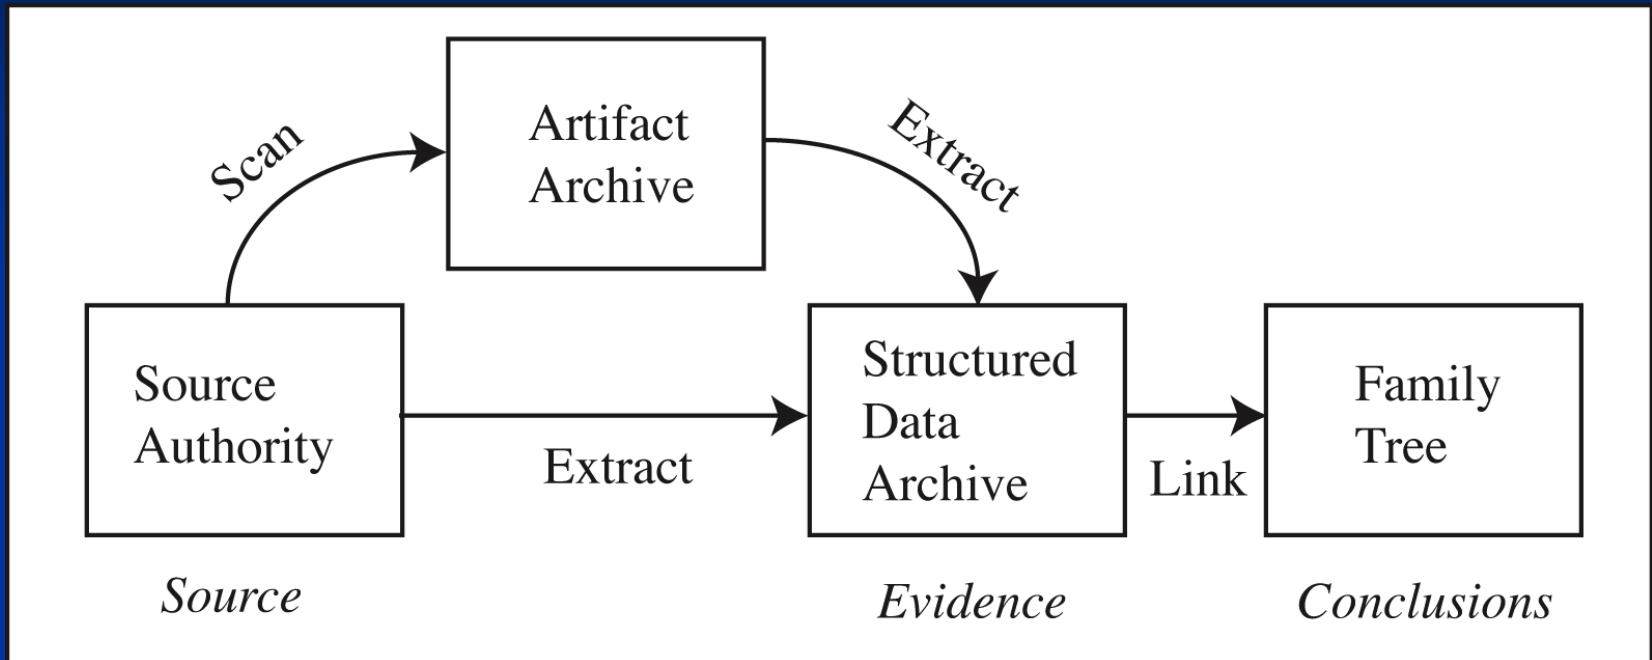 Artifact
Archive
Scan
Extract
Source
Authority
Extract
Structured
Data
Archive
Link
Family
Tree
Source
Evidence
Conclusions